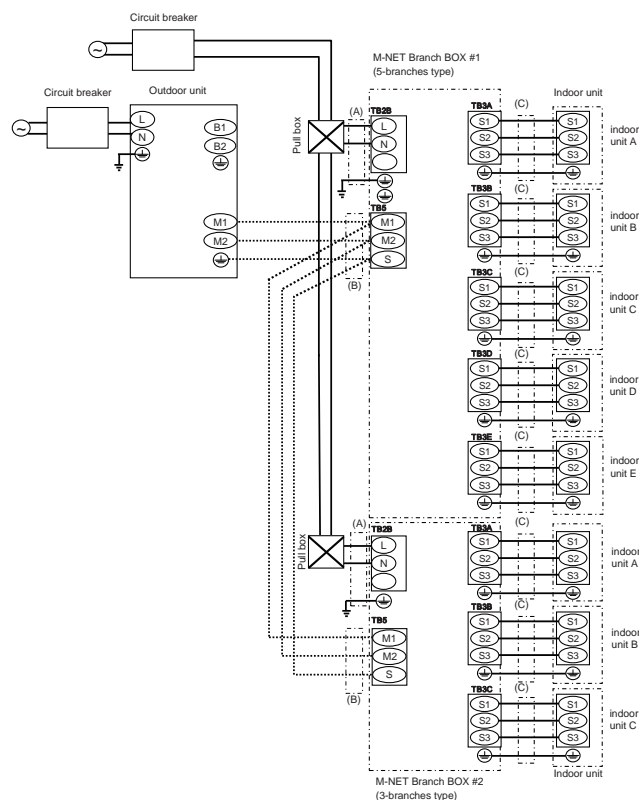 Circuit breaker
Circuit breaker
Outdoor unit
L
N
B1
B2
M1
M2
Pull box
M-NET Branch BOX #1
(5-branches type)
(A)
TB2B
L
N
TB5
M1
M2
S
(B)
Indoor unit
TB3A
(C)
S1
S2
S3
S1
S2
S3
indoor
unit A
TB3B
(C)
S1
S2
S3
S1
S2
S3
indoor
unit B
TB3C
(C)
S1
S2
S3
S1
S2
S3
indoor
unit C
TB3D
(C)
S1
S2
S3
S1
S2
S3
indoor
unit D
TB3E
(C)
S1
S2
S3
S1
S2
S3
indoor
unit E
Pull box
(A)
TB2B
L
N
TB5
M1
M2
S
(B)
TB3A
(C)
S1
S2
S3
S1
S2
S3
indoor
unit A
TB3B
(C)
S1
S2
S3
S1
S2
S3
indoor
unit B
TB3C
(C)
S1
S2
S3
S1
S2
S3
indoor
unit C
Indoor unit
M-NET Branch BOX #2
(3-branches type)